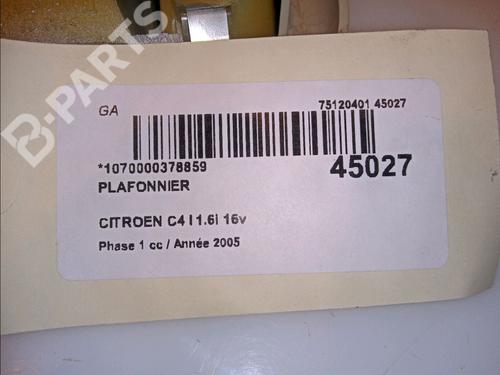 B-PARTS
GA
75120401 45027
*1070000378859
45027
PLAFONNIER
CITROEN C4 I 1.6i 16v
Phase 1 cc / Année 2005